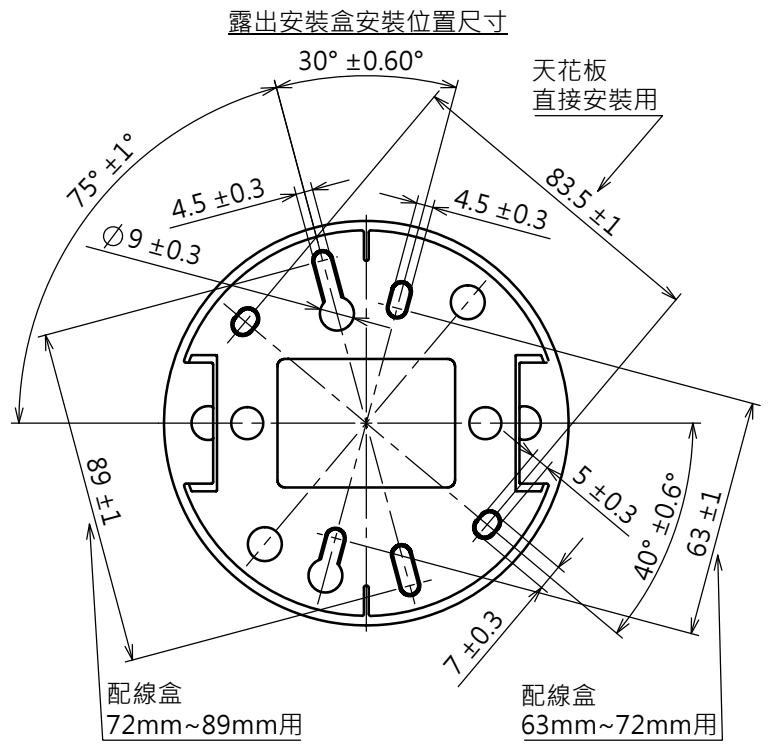 露出安裝盒安裝位置尺寸
30° ±0.60°
天花板
直接安裝用
75° ±1°
83.5 ±1
4.5 ±0.3
4.5 ±0.3
∅ 9 ±0.3
89 ±1
5 ±0.3
40° ±0.6°
63 ±1
7 ±0.3
配線盒
72mm~89mm用
配線盒
63mm~72mm用